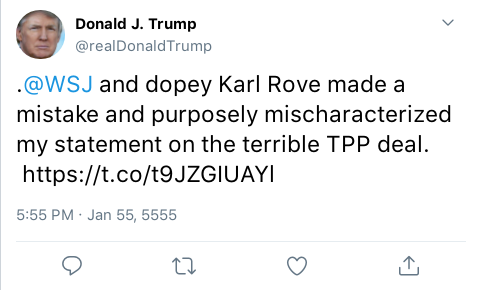 Donald J. Trump
@realDonaldTrump
.@WSJ and dopey Karl Rove made a
mistake and purposely mischaracterized
my statement on the terrible TPP deal.
https://t.co/t9JZGIUAYl
5:55 PM · Jan 55, 5555